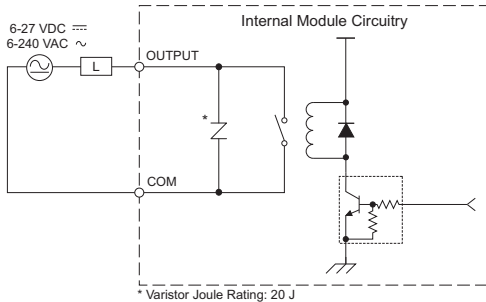 Internal Module Circuitry
6-27 VDC ⎓
6-240 VAC ∿
OUTPUT
L
*
COM
* Varistor Joule Rating: 20 J